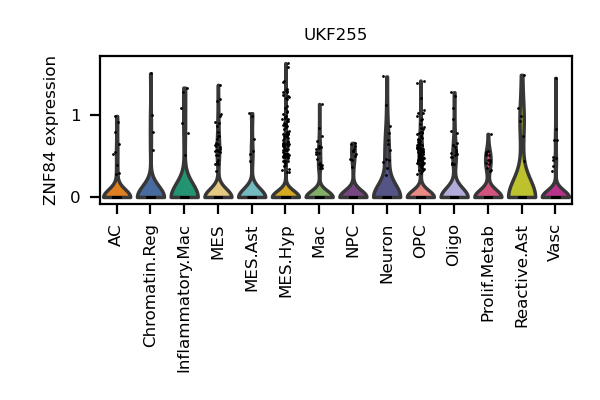 UKF255
ZNF84 expression
1
0
AC
Chromatin.Reg
Inflammatory.Mac
MES
MES.Ast
MES.Hyp
Mac
NPC
Neuron
OPC
Oligo
Prolif.Metab
Reactive.Ast
Vasc